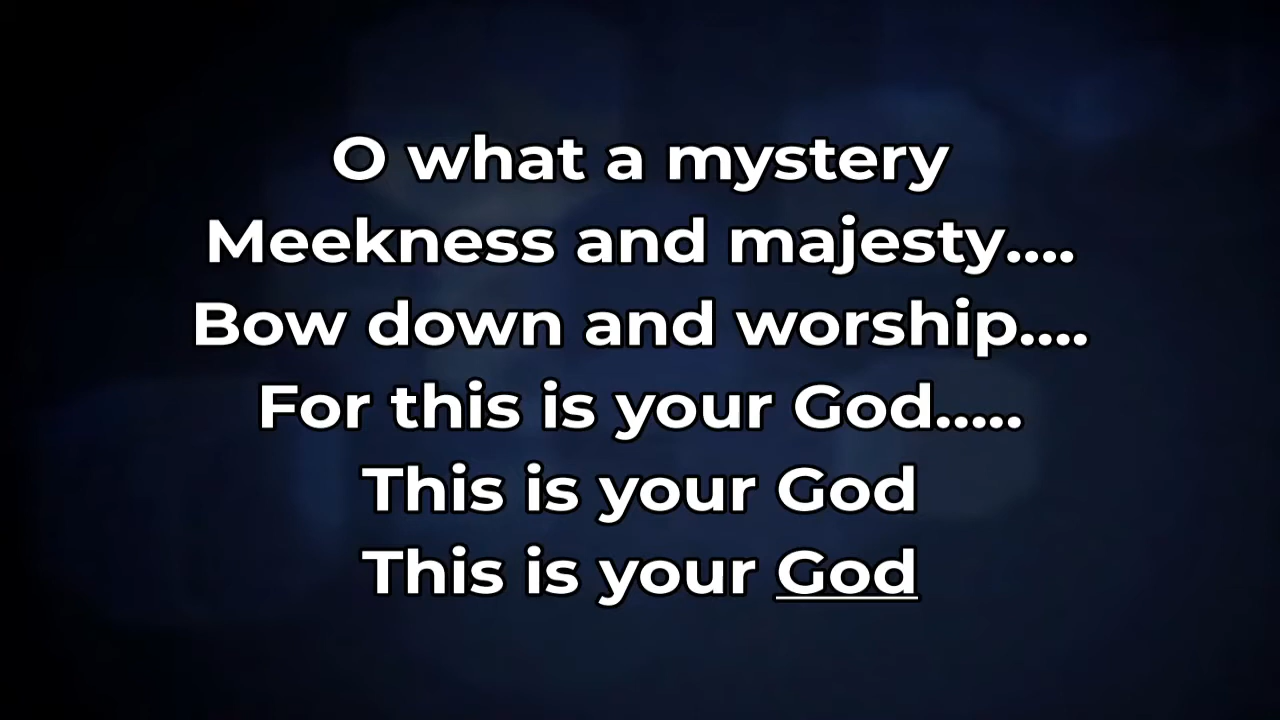 O what a mystery
Meekness and majesty....
Bow down and worship....
For this is your God.....
This is your God
This is your God